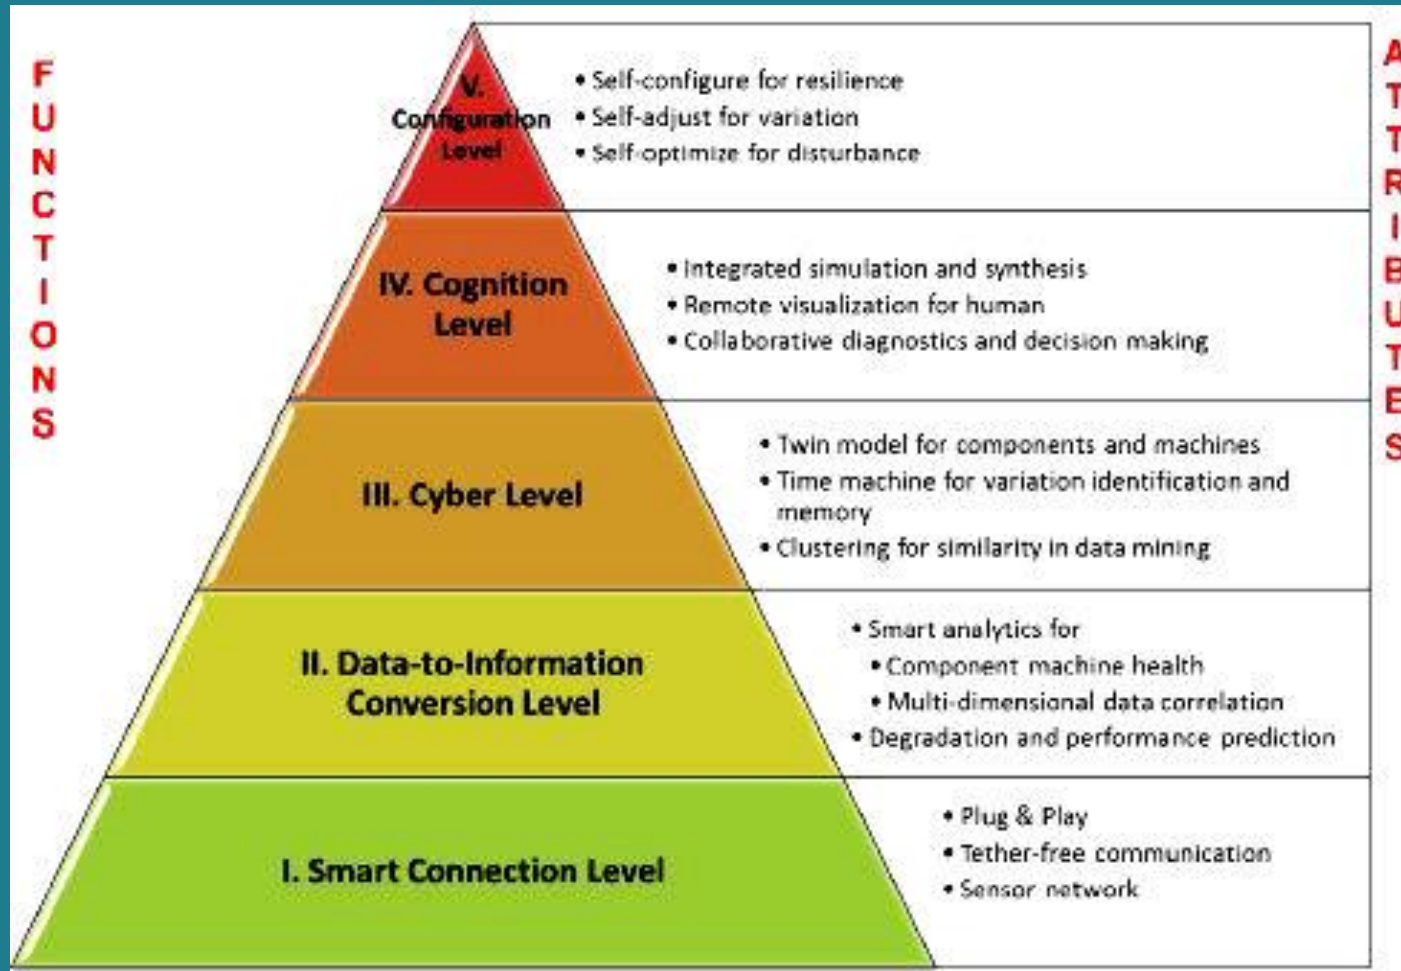 FUNCTIONS
ATTRIBUTES
V.
Configuration
Level
• Self-configure for resilience
• Self-adjust for variation
• Self-optimize for disturbance
IV. Cognition
Level
• Integrated simulation and synthesis
• Remote visualization for human
• Collaborative diagnostics and decision making
III. Cyber Level
• Twin model for components and machines
• Time machine for variation identification and
memory
• Clustering for similarity in data mining
II. Data-to-Information
Conversion Level
• Smart analytics for
• Component machine health
• Multi-dimensional data correlation
• Degradation and performance prediction
I. Smart Connection Level
• Plug & Play
• Tether-free communication
• Sensor network